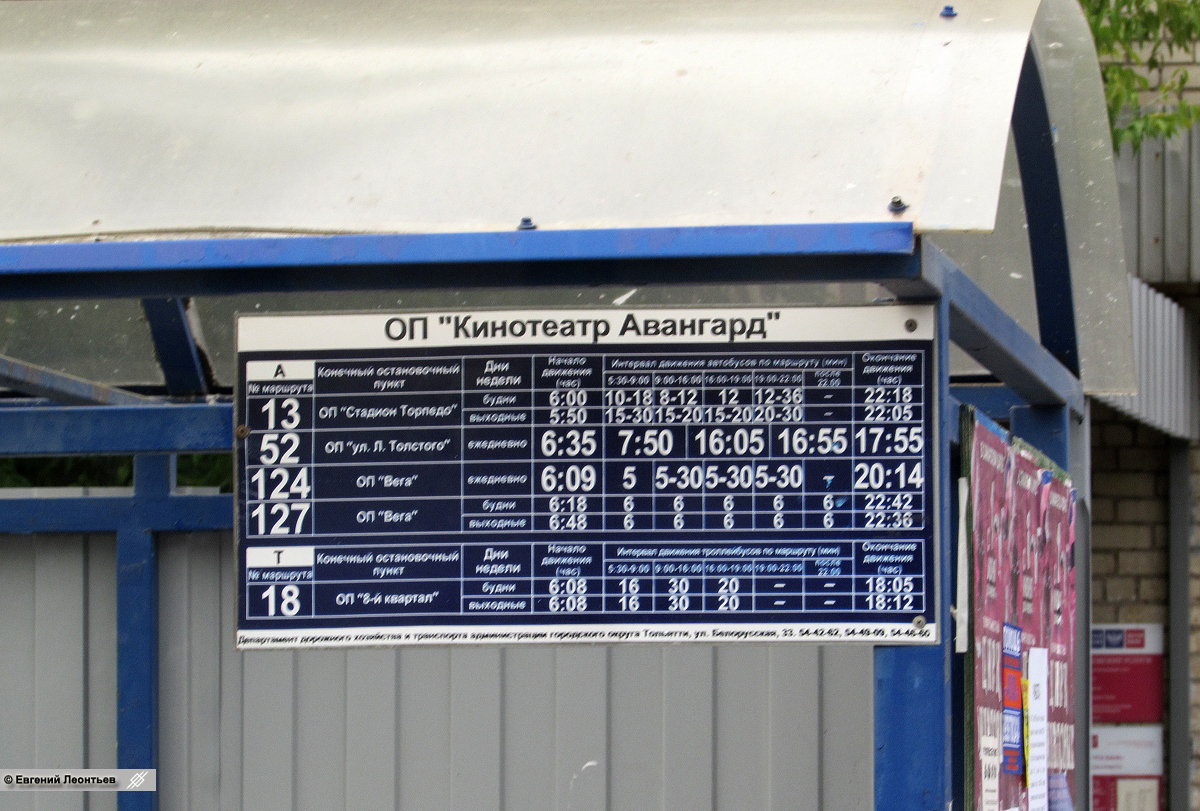 ОП "Кинотеатр Авангард"
А Конечный остановочный пункт Дни недели Начало движения (час) Интервал движения автобусов по маршруту (мин) Окончание движения (час)
№ маршрута 5:30-9:00 9:00-16:00 16:00-19:00 19:00-22:00 после 22:00
13 ОП "Стадион Торпедо" будни 6:00 10-18 8-12 12 12-36 - 22:18
выходные 5:50 15-30 15-20 15-20 20-30 - 22:05
52 ОП "ул. Л. Толстого" ежедневно 6:35 7:50 16:05 16:55 17:55
124 ОП "Вега" ежедневно 6:09 5 5-30 5-30 5-30 - 20:14
127 ОП "Вега" будни 6:18 6 6 6 6 6 22:42
выходные 6:48 6 6 6 6 6 22:36
Т Конечный остановочный пункт Дни недели Начало движения (час) Интервал движения троллейбусов по маршруту (мин) Окончание движения (час)
№ маршрута 5:30-9:00 9:00-16:00 16:00-19:00 19:00-22:00 после 22:00
18 ОП "8-й квартал" будни 6:08 16 30 20 - - 18:05
выходные 6:08 16 30 20 - - 18:12
Департамент дорожного хозяйства и транспорта администрации городского округа Тольятти, ул. Белорусская, 33.
© Евгений Леонтьев